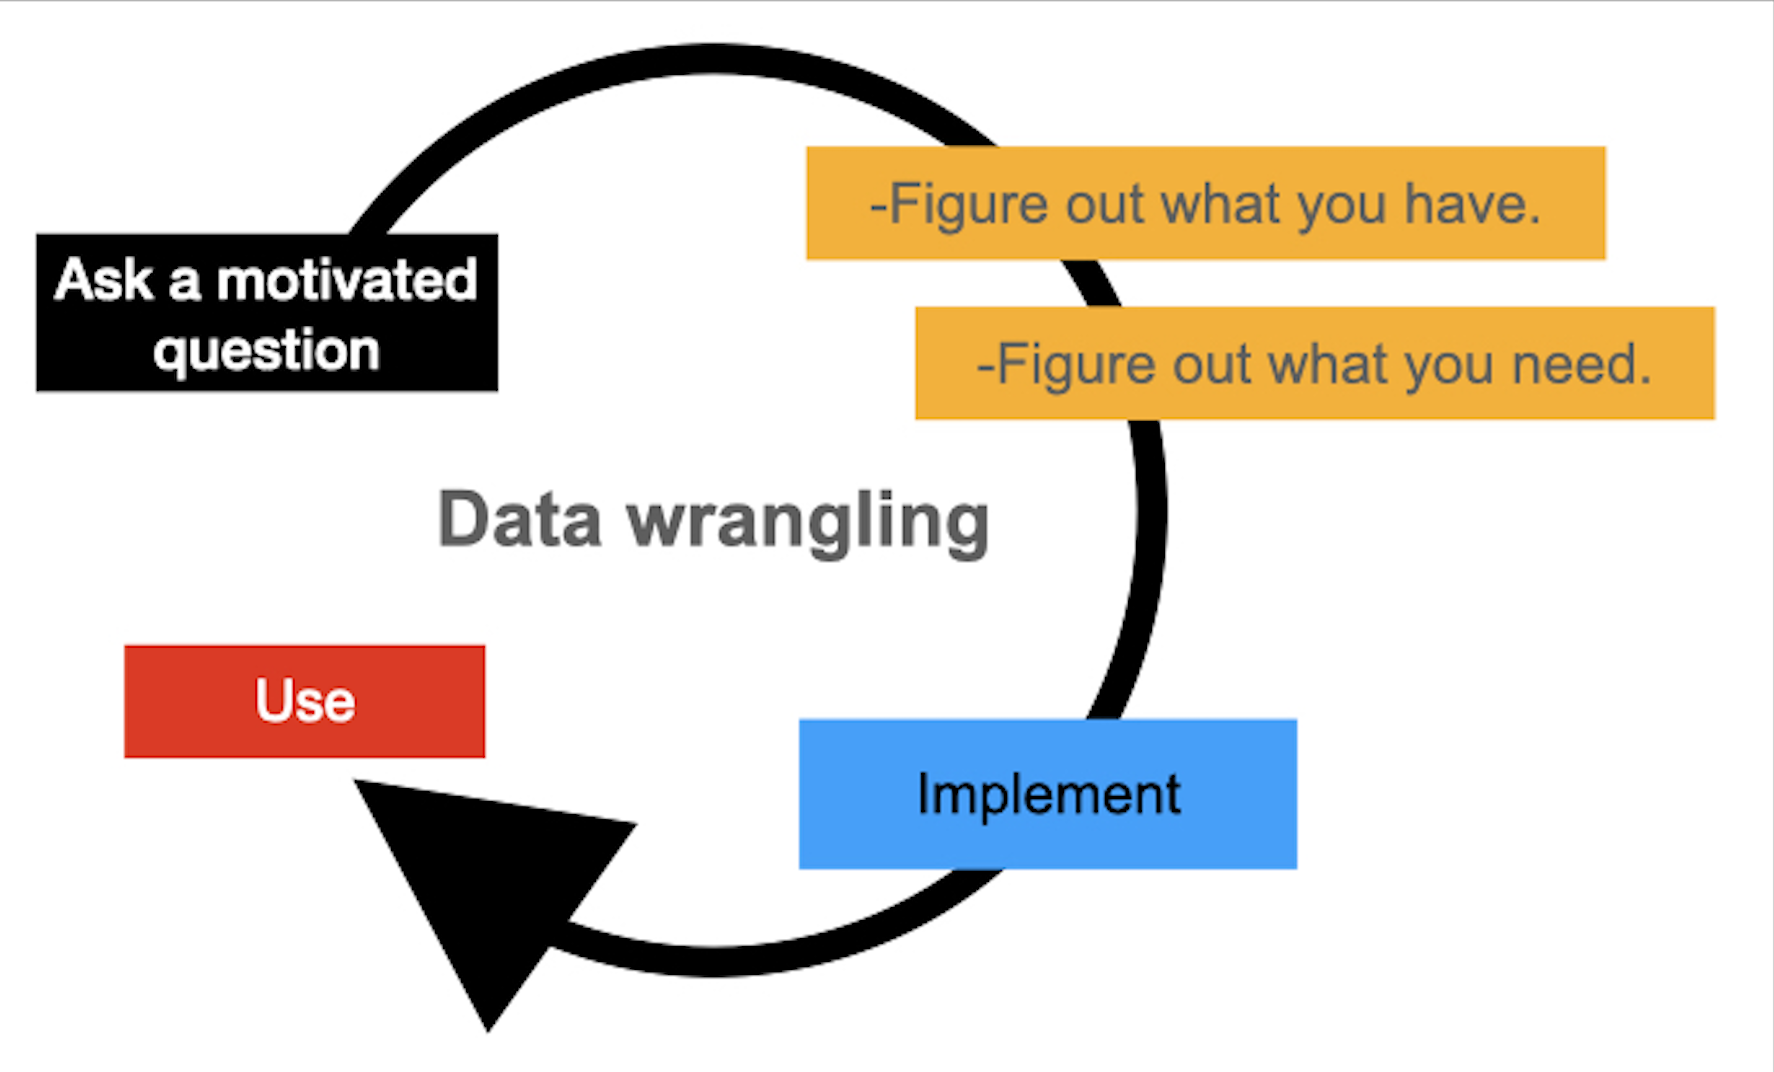 Ask a motivated
question
-Figure out what you have.
-Figure out what you need.
Data wrangling
Use
Implement